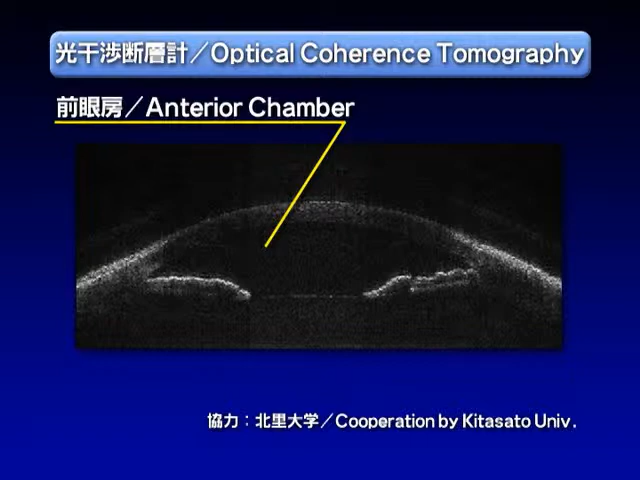 光干渉断層計／Optical Coherence Tomography
前眼房／Anterior Chamber
協力：北里大学／Cooperation by Kitasato Univ.